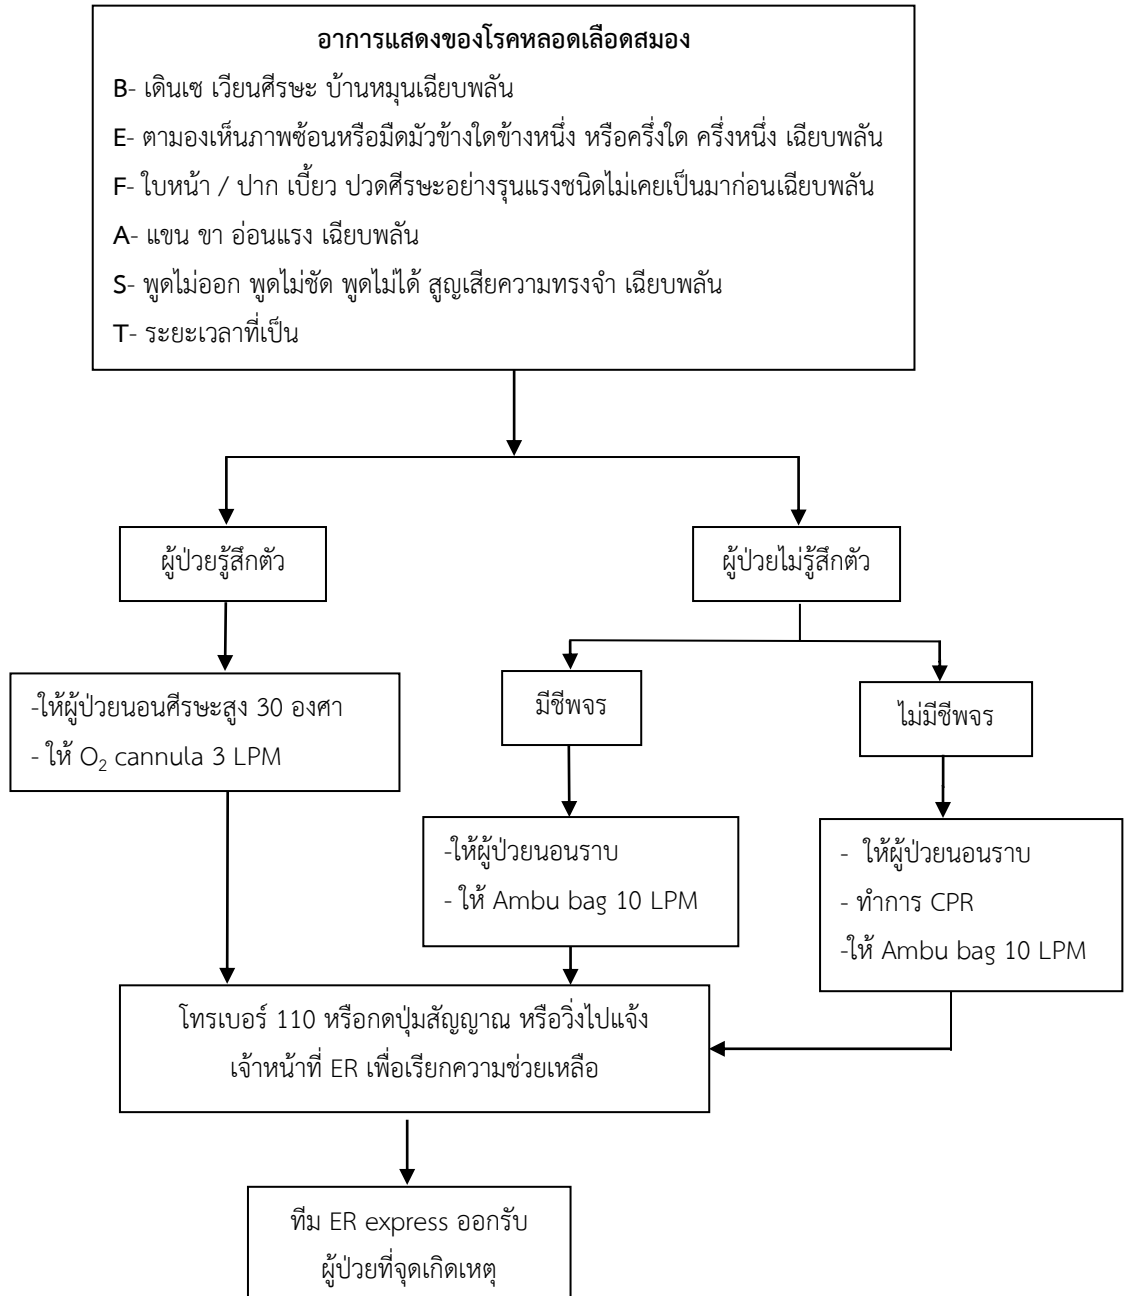 อาการแสดงของโรคหลอดเลือดสมอง
B- เดินเซ เวียนศีรษะ บ้านหมุนเฉียบพลัน
E- ตามองเห็นภาพซ้อนหรือมืดมัวข้างใดข้างหนึ่ง หรือครึ่งใด ครึ่งหนึ่ง เฉียบพลัน
F- ใบหน้า / ปาก เบี้ยว ปวดศีรษะอย่างรุนแรงชนิดไม่เคยเป็นมาก่อนเฉียบพลัน
A- แขน ขา อ่อนแรง เฉียบพลัน
S- พูดไม่ออก พูดไม่ชัด พูดไม่ได้ สูญเสียความทรงจำ เฉียบพลัน
T- ระยะเวลาที่เป็น
ผู้ป่วยรู้สึกตัว
ผู้ป่วยไม่รู้สึกตัว
-ให้ผู้ป่วยนอนศีรษะสูง 30 องศา
- ให้ O₂ cannula 3 LPM
มีชีพจร
ไม่มีชีพจร
-ให้ผู้ป่วยนอนราบ
- ให้ Ambu bag 10 LPM
- ให้ผู้ป่วยนอนราบ
- ทำการ CPR
-ให้ Ambu bag 10 LPM
โทรเบอร์ 110 หรือกดปุ่มสัญญาณ หรือวิ่งไปแจ้ง
เจ้าหน้าที่ ER เพื่อเรียกความช่วยเหลือ
ทีม ER express ออกรับ
ผู้ป่วยที่จุดเกิดเหตุ